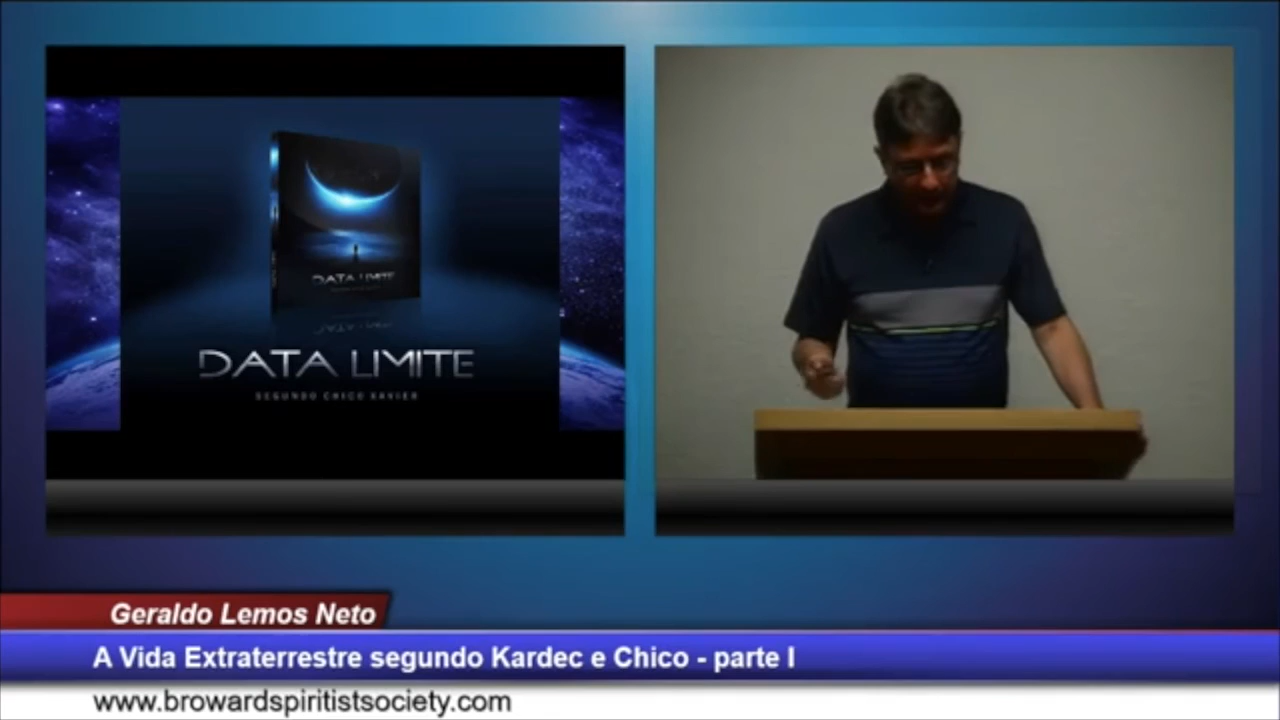 DATA LIMITE
DATA LIMITE
SEGUNDO CHICO XAVIER
Geraldo Lemos Neto
A Vida Extraterrestre segundo Kardec e Chico - parte I
www.browardspiritistsociety.com